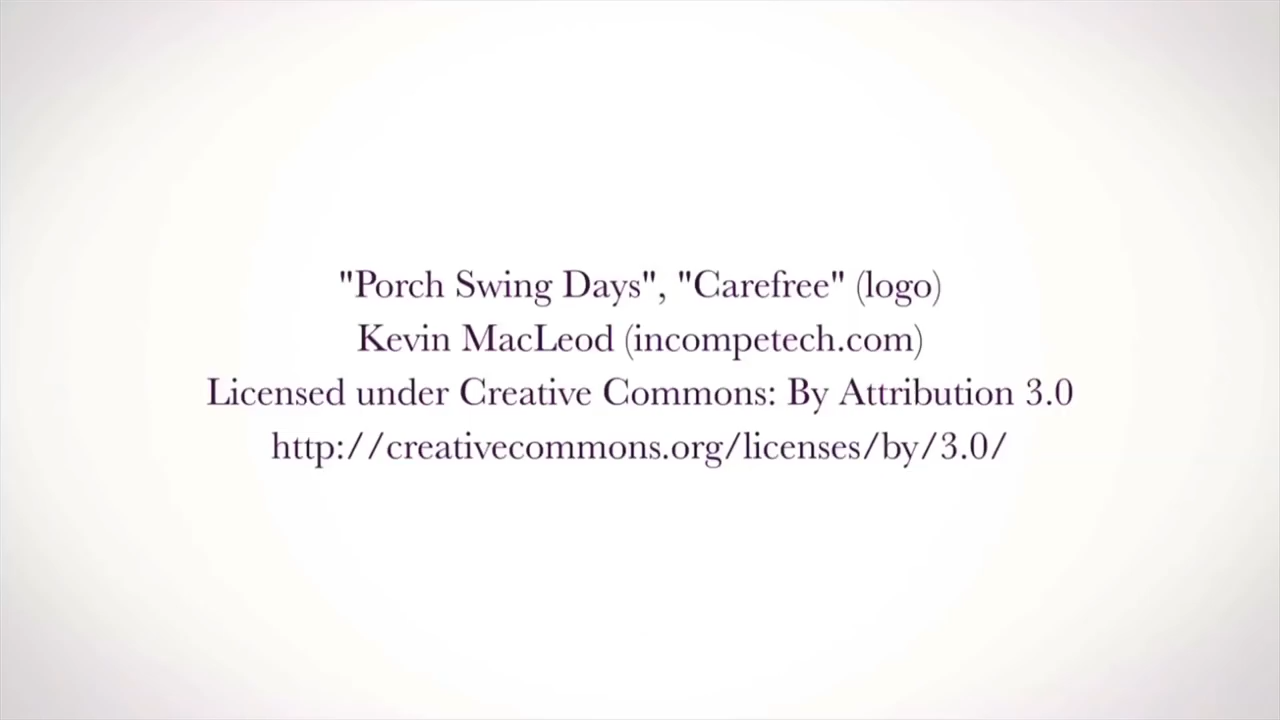 "Porch Swing Days", "Carefree" (logo)
Kevin MacLeod (incompetech.com)
Licensed under Creative Commons: By Attribution 3.0
http://creativecommons.org/licenses/by/3.0/